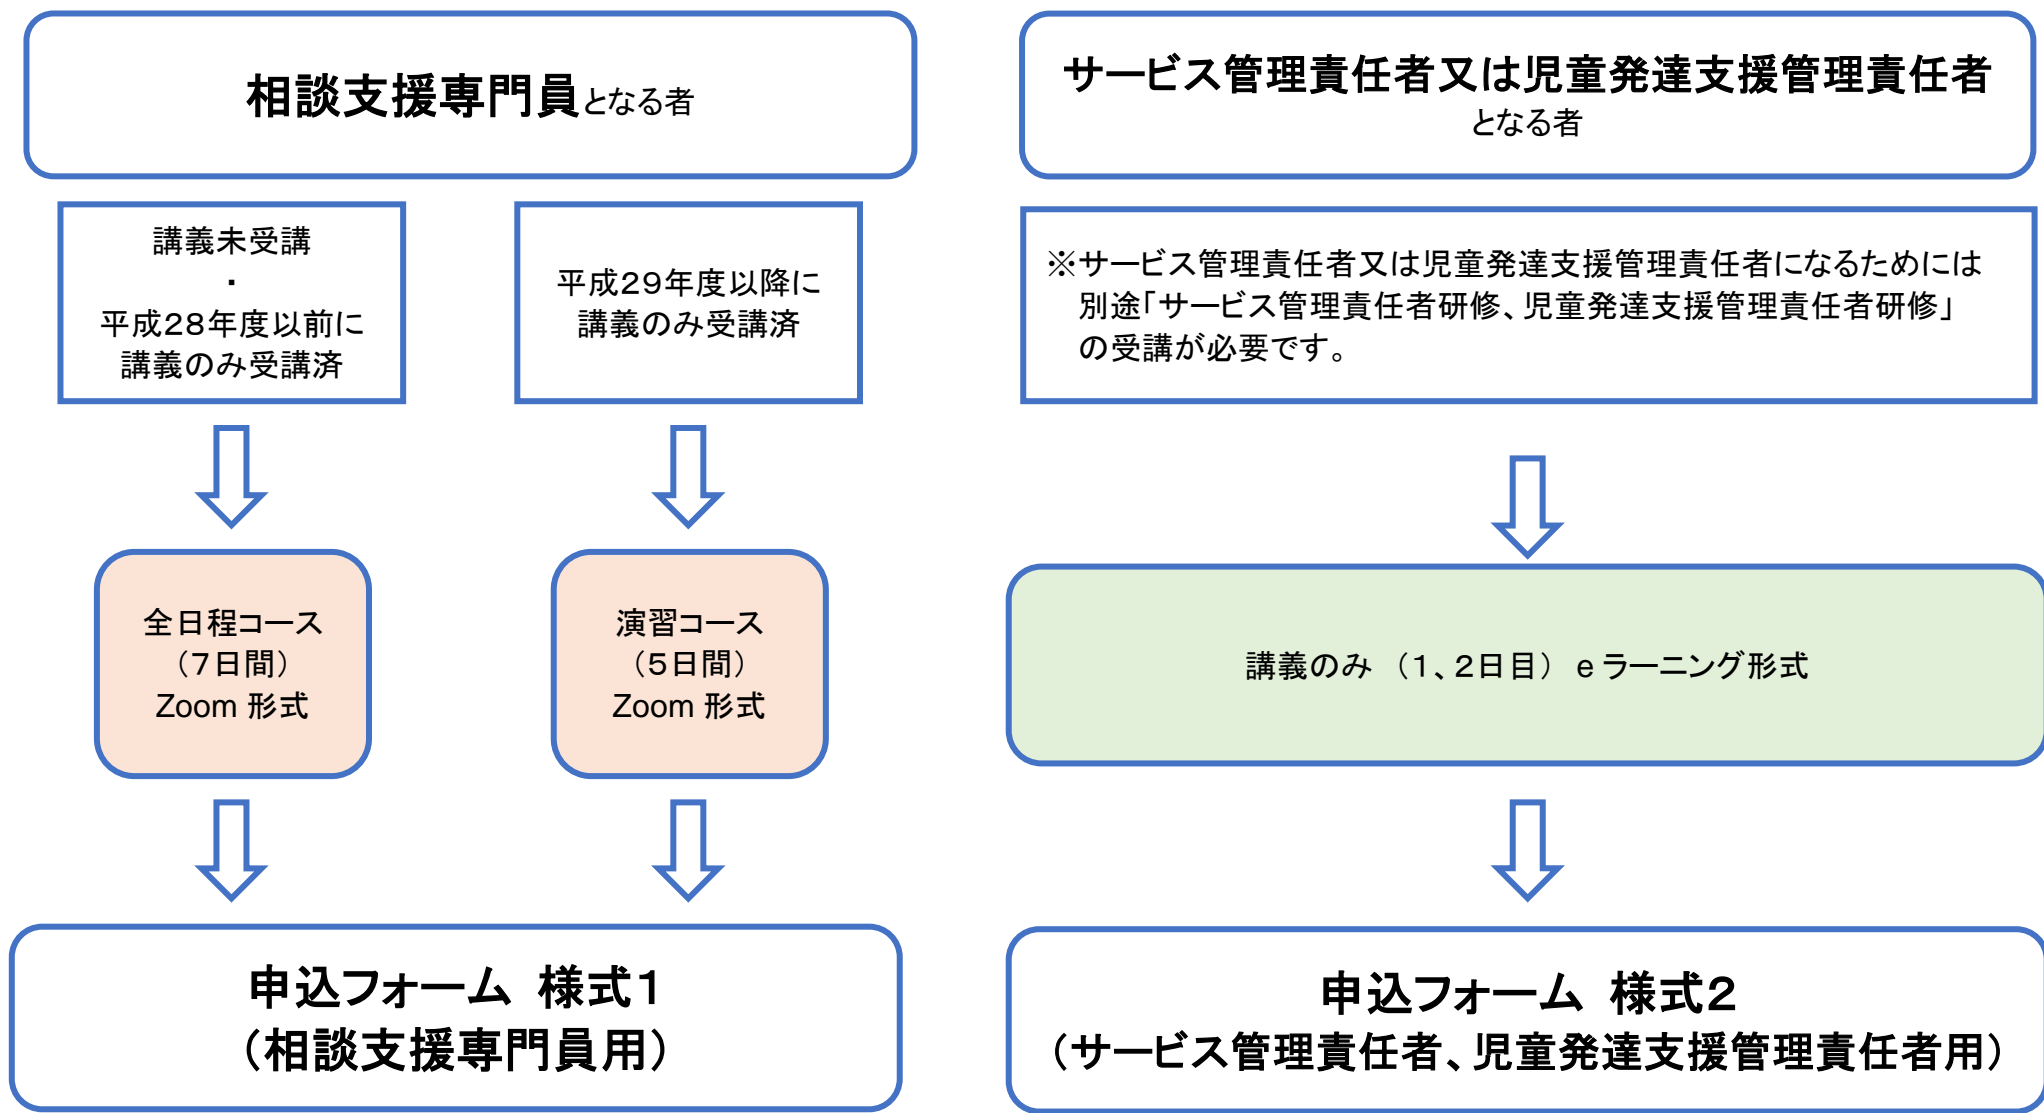 相談支援専門員となる者
講義未受講
・
平成28年度以前に
講義のみ受講済
平成29年度以降に
講義のみ受講済
全日程コース
（7日間）
Zoom 形式
演習コース
（5日間）
Zoom 形式
申込フォーム 様式1
（相談支援専門員用）
サービス管理責任者又は児童発達支援管理責任者
となる者
※サービス管理責任者又は児童発達支援管理責任者になるためには
別途「サービス管理責任者研修、児童発達支援管理責任者研修」
の受講が必要です。
講義のみ （1、2日目） e ラーニング形式
申込フォーム 様式2
（サービス管理責任者、児童発達支援管理責任者用）